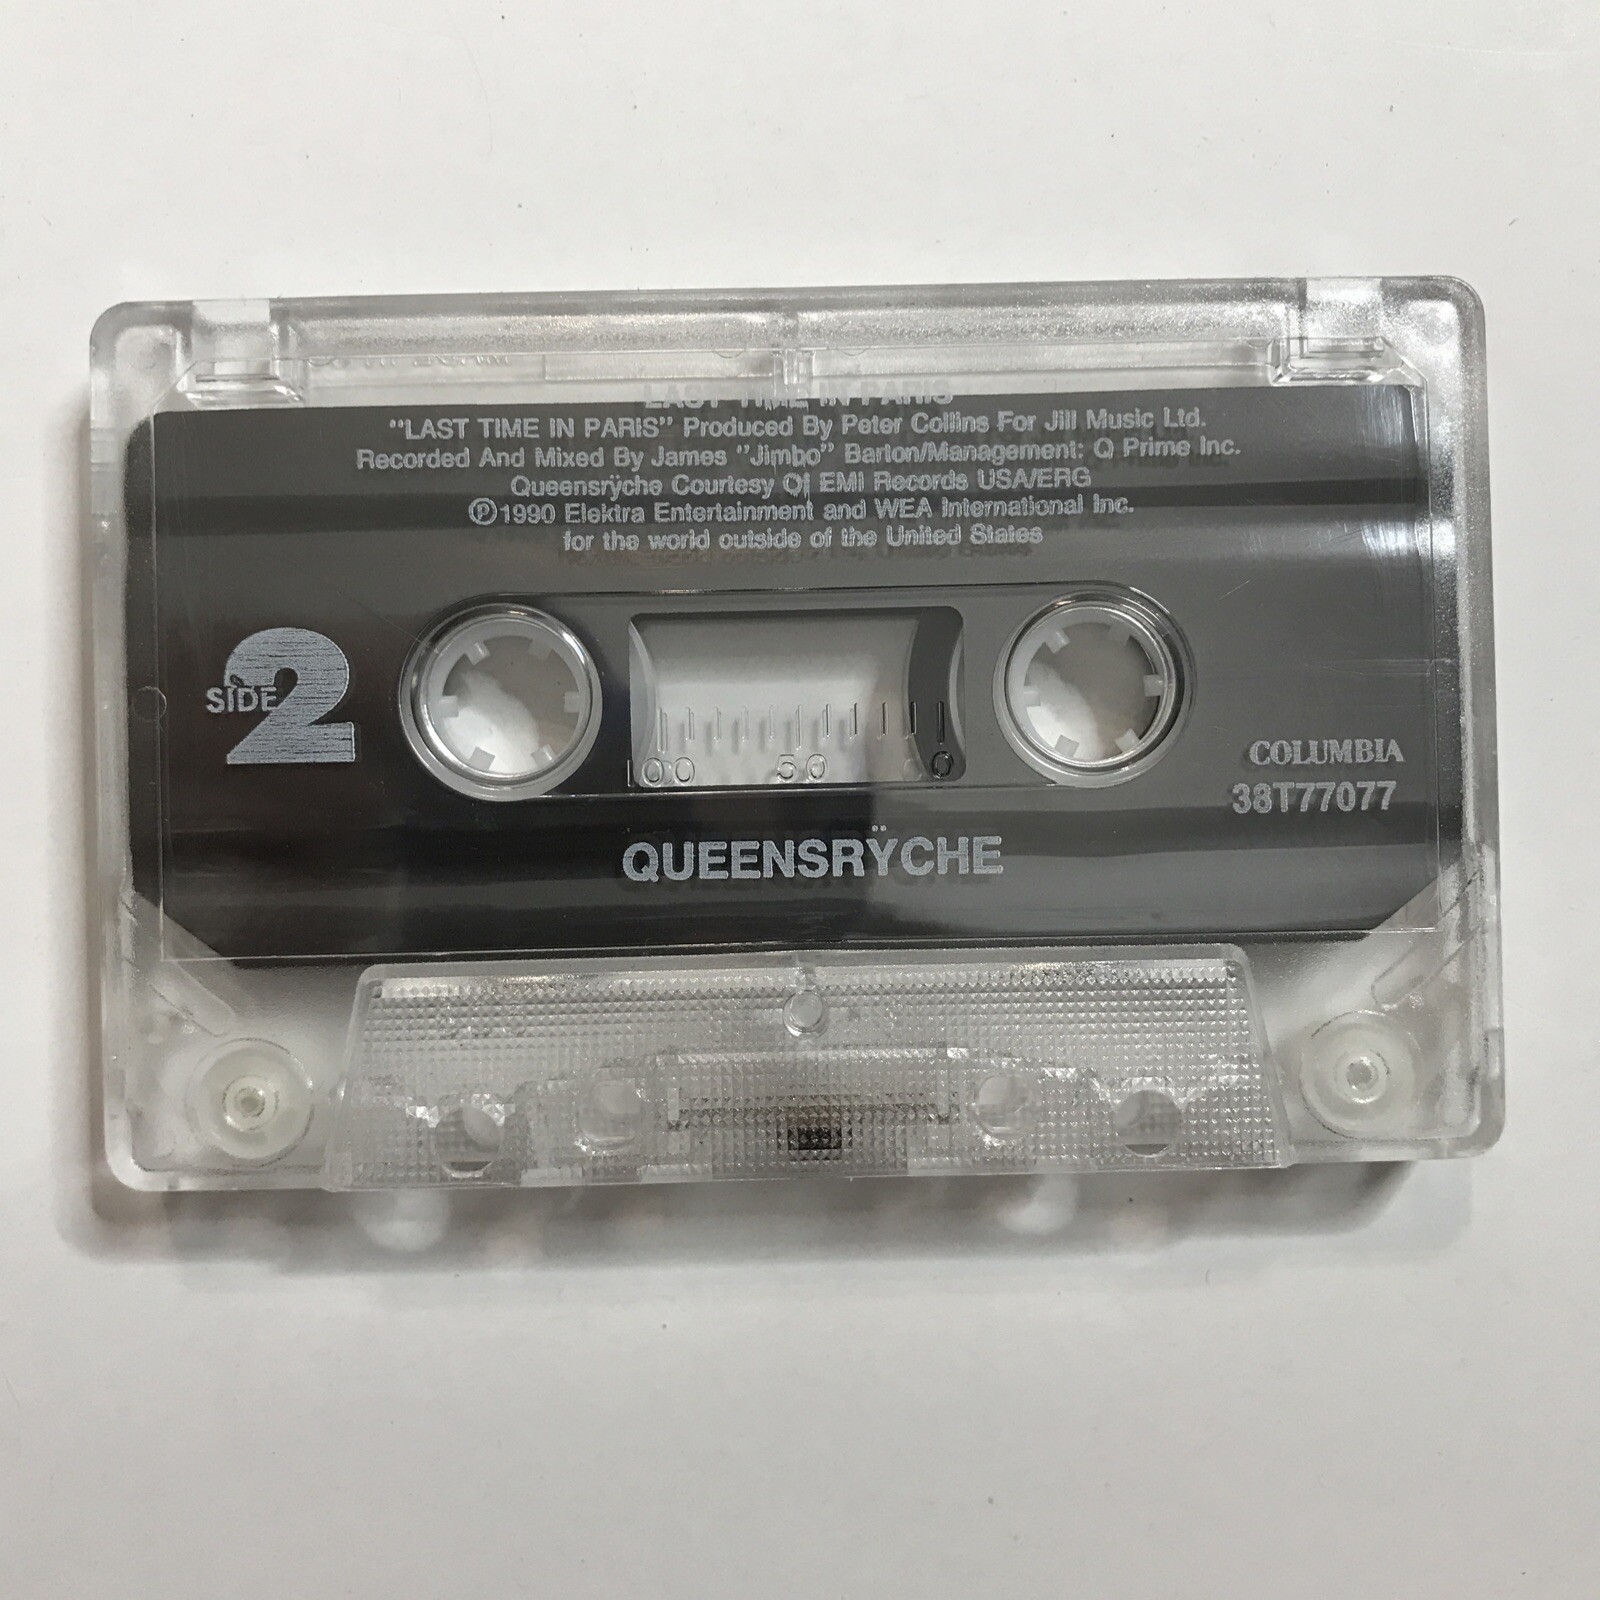 LAST TIME IN PARIS
"LAST TIME IN PARIS" Produced By Peter Collins For Jill Music Ltd.
Recorded And Mixed By James "Jimbo" Barton/Management: Q Prime Inc.
Queensrÿche Courtesy Of EMI Records USA/ERG
℗1990 Elektra Entertainment and WEA International Inc.
for the world outside of the United States
SIDE 2
100 50 0
COLUMBIA
38T77077
QUEENSRŸCHE